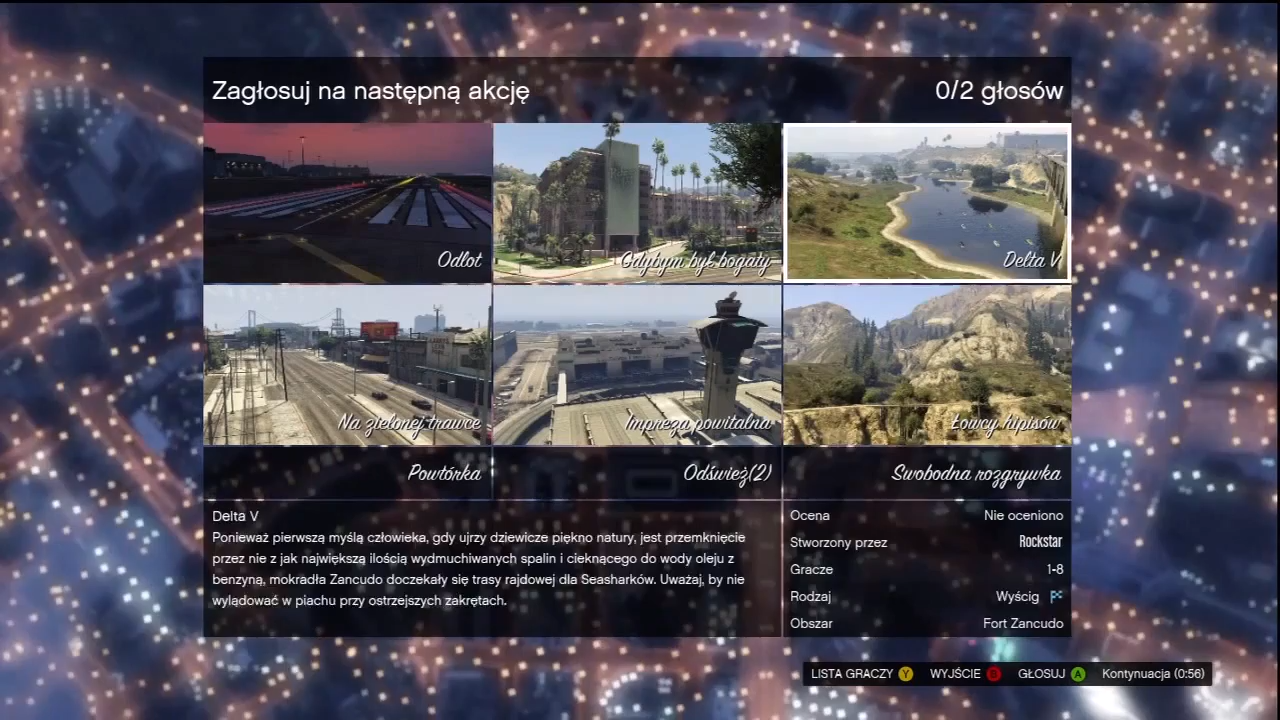 Zagłosuj na następną akcję 0/2 głosów
Odlot
Gdybym był bogaty
Delta V
Na zielonej trawce
Impreza powitalna
Łowcy hipisów
Powtórka
Odśwież(2)
Swobodna rozgrywka
Delta V
Ponieważ pierwszą myślą człowieka, gdy ujrzy dziewicze piękno natury, jest przemknięcie
przez nie z jak największą ilością wydmuchiwanych spalin i cieknącego do wody oleju z
benzyną, mokradła Zancudo doczekały się trasy rajdowej dla Seasharków. Uważaj, by nie
wylądować w piachu przy ostrzejszych zakrętach.
Ocena Nie oceniono
Stworzony przez Rockstar
Gracze 1-8
Rodzaj Wyścig
Obszar Fort Zancudo
LISTA GRACZY Y WYJŚCIE B GŁOSUJ A Kontynuacja (0:56)